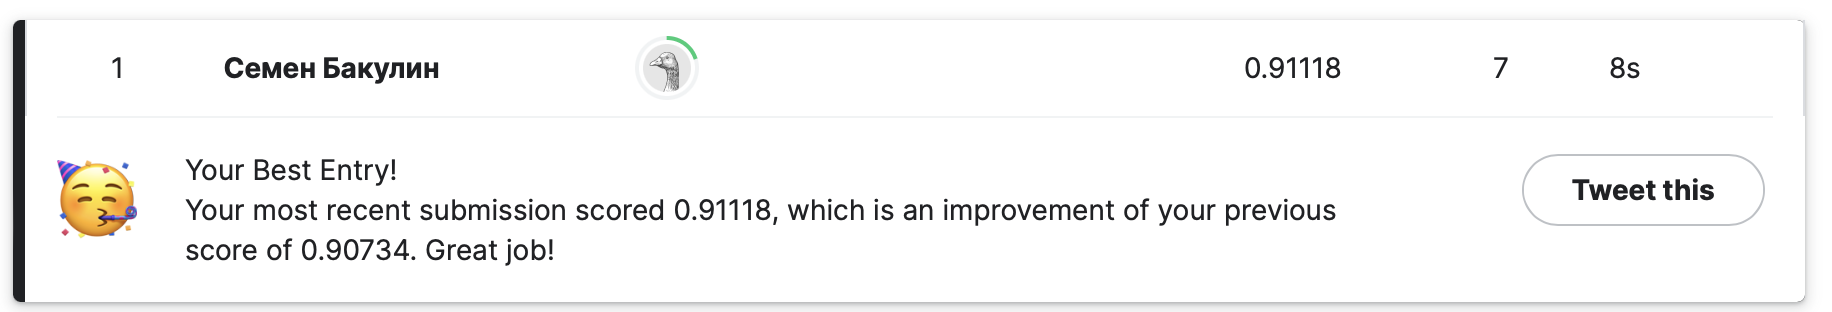 1 Семен Бакулин 0.91118 7 8s
Your Best Entry!
Your most recent submission scored 0.91118, which is an improvement of your previous
score of 0.90734. Great job!
Tweet this